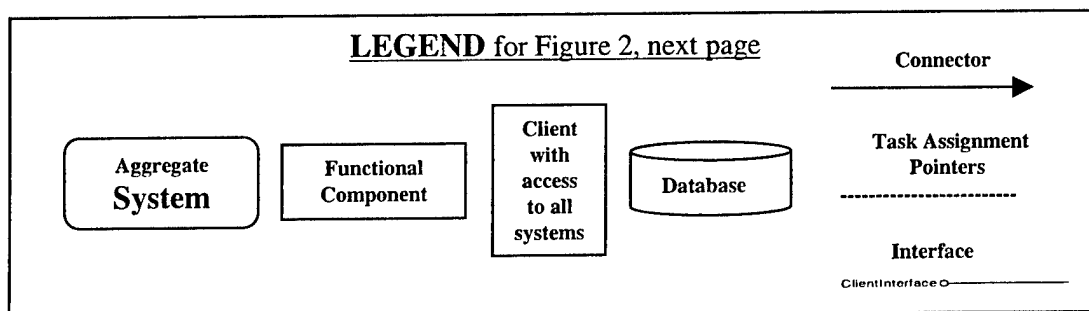 LEGEND for Figure 2, next page
Aggregate
System
Functional
Component
Client
with
access
to all
systems
Database
Connector
Task Assignment
Pointers
Interface
ClientInterface